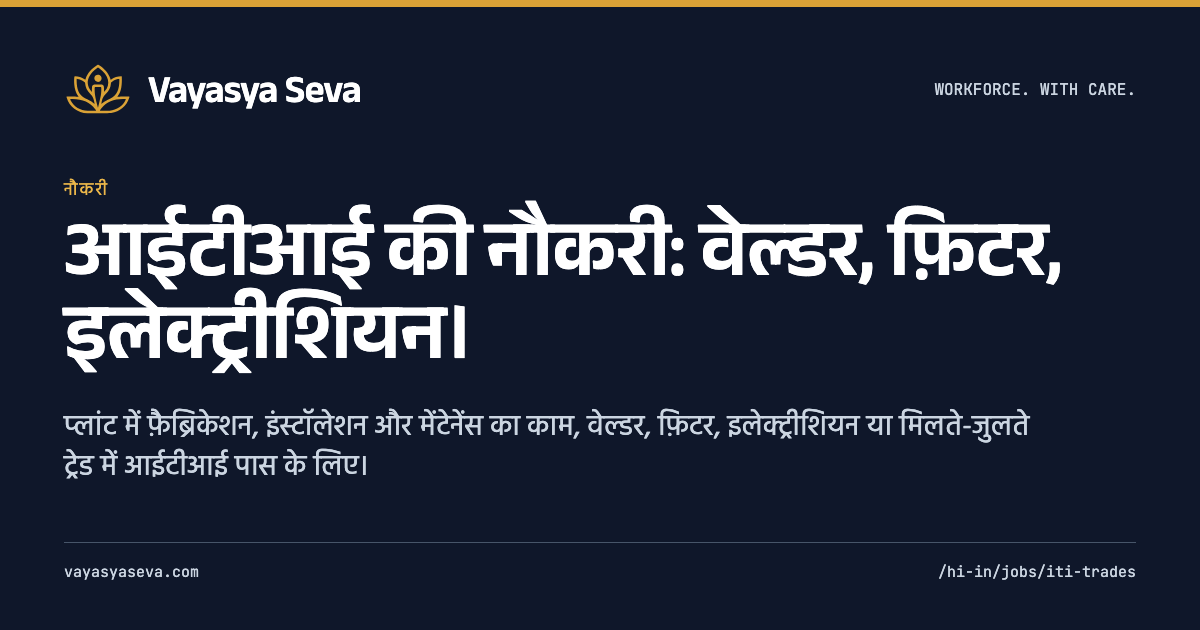 Vayasya Seva
WORKFORCE. WITH CARE.
नौकरी
आईटीआई की नौकरी: वेल्डर, फ़िटर,
इलेक्ट्रीशियन।
प्लांट में फ़ैब्रिकेशन, इंस्टॉलेशन और मेंटेनेंस का काम, वेल्डर, फ़िटर, इलेक्ट्रीशियन या मिलते-जुलते
ट्रेड में आईटीआई पास के लिए।
vayasyaseva.com
/hi-in/jobs/iti-trades